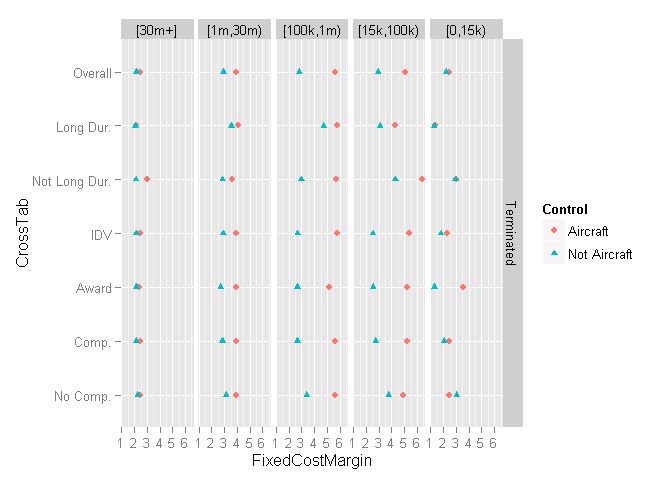 [30m+] [1m,30m) [100k,1m) [15k,100k) [0,15k)
Overall
Long Dur.
Not Long Dur.
IDV
Award
Comp.
No Comp.
CrossTab
Terminated
Control
Aircraft
Not Aircraft
1 2 3 4 5 6 1 2 3 4 5 6 1 2 3 4 5 6 1 2 3 4 5 6 1 2 3 4 5 6
FixedCostMargin